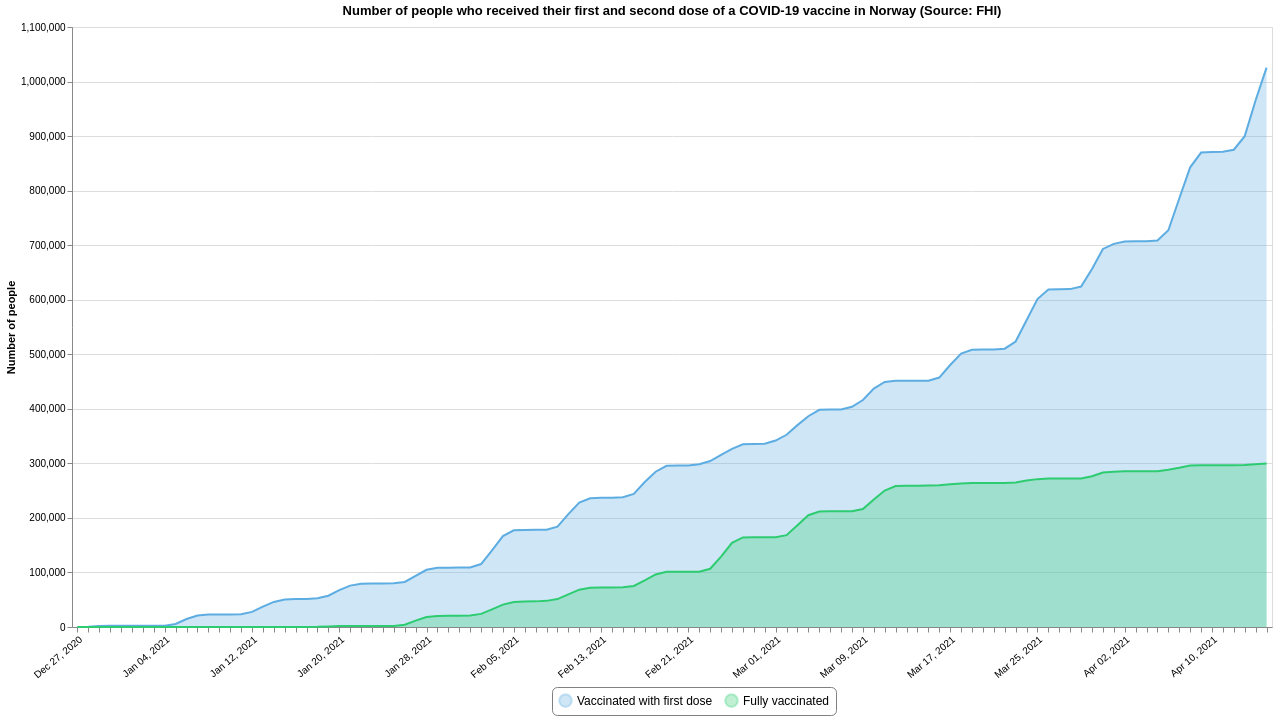 Number of people who received their first and second dose of a COVID-19 vaccine in Norway (Source: FHI)
Number of people
1,100,000
1,000,000
900,000
800,000
700,000
600,000
500,000
400,000
300,000
200,000
100,000
0
Dec 27, 2020
Jan 04, 2021
Jan 12, 2021
Jan 20, 2021
Jan 28, 2021
Feb 05, 2021
Feb 13, 2021
Feb 21, 2021
Mar 01, 2021
Mar 09, 2021
Mar 17, 2021
Mar 25, 2021
Apr 02, 2021
Apr 10, 2021
Vaccinated with first dose
Fully vaccinated